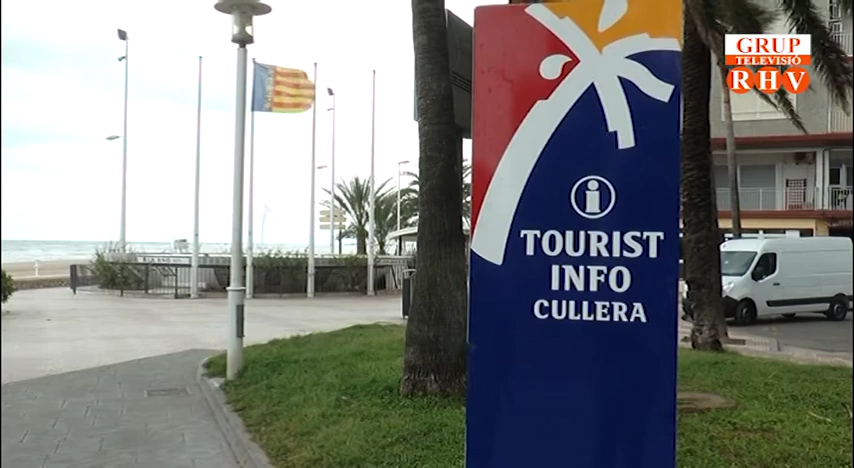 GRUP
TELEVISIÓ
RHV
i
TOURIST
INFO
CULLERA